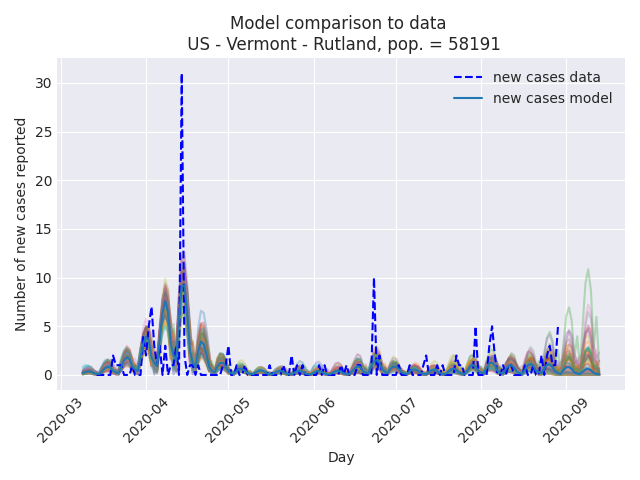 Model comparison to data
US - Vermont - Rutland, pop. = 58191
new cases data
new cases model
Number of new cases reported
30
25
20
15
10
5
0
2020-03
2020-04
2020-05
2020-06
2020-07
2020-08
2020-09
Day